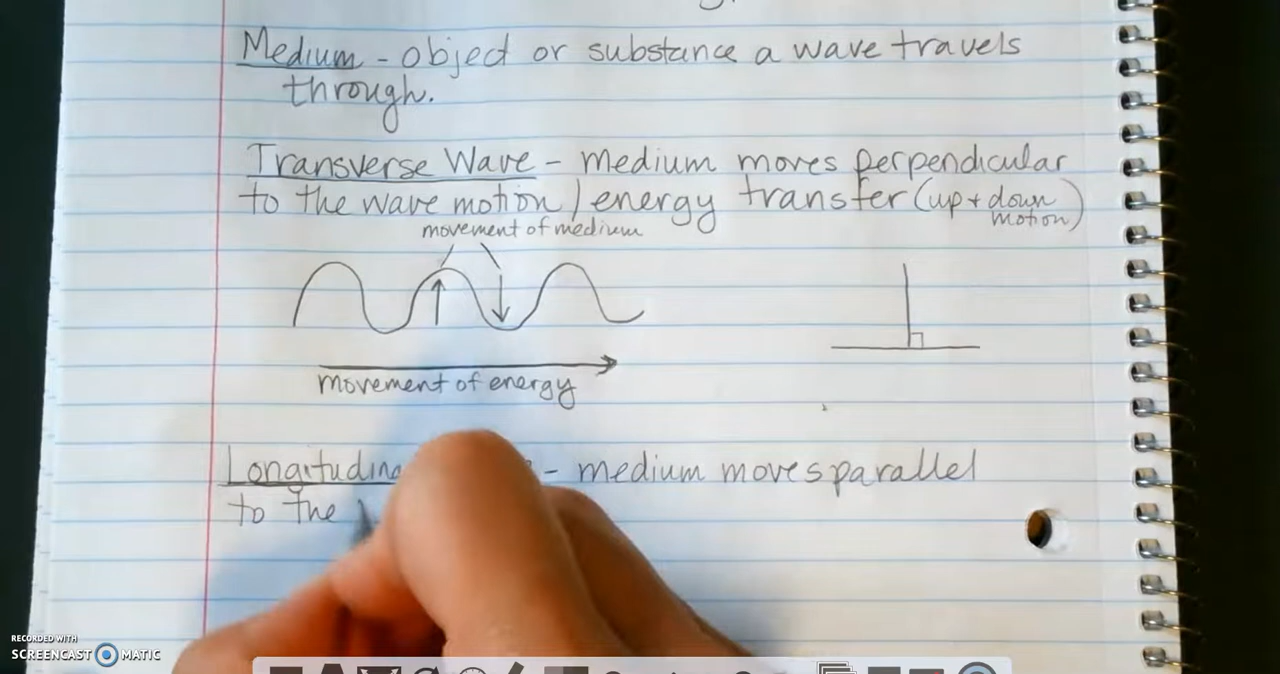 Medium - object or substance a wave travels
through.
Transverse Wave - medium moves perpendicular
to the wave motion / energy transfer (up + down
motion)
movement of medium
movement of energy
- medium moves parallel
to the
RECORDED WITH
SCREENCAST MATIC